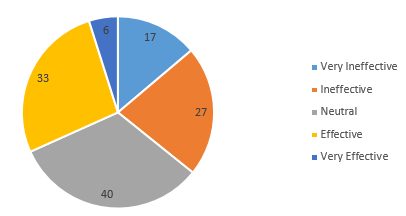 17
27
40
33
6
Very Ineffective
Ineffective
Neutral
Effective
Very Effective